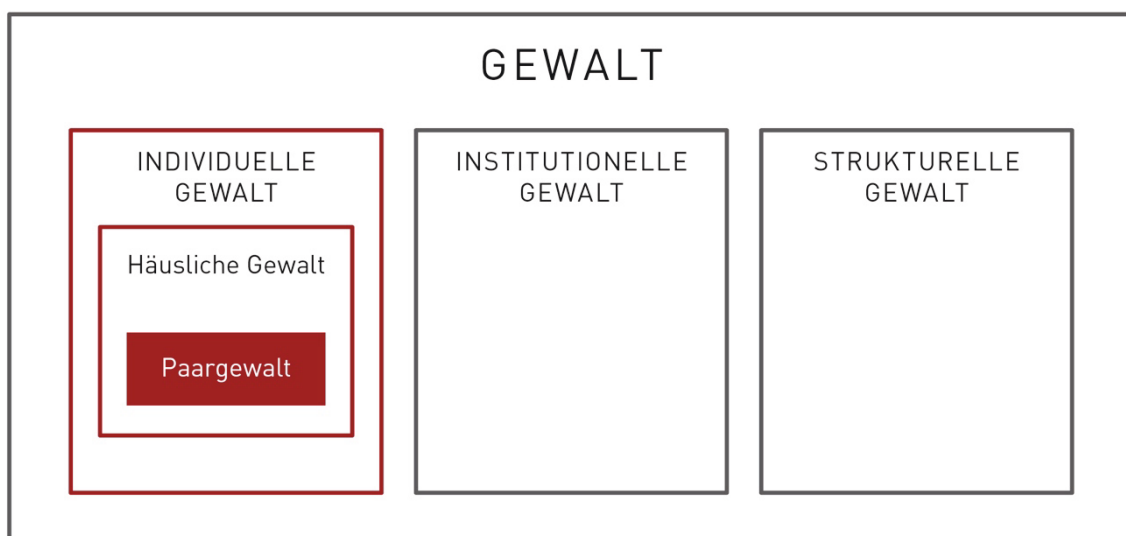 GEWALT
INDIVIDUELLE
GEWALT
Häusliche Gewalt
Paargewalt
INSTITUTIONELLE
GEWALT
STRUKTURELLE
GEWALT